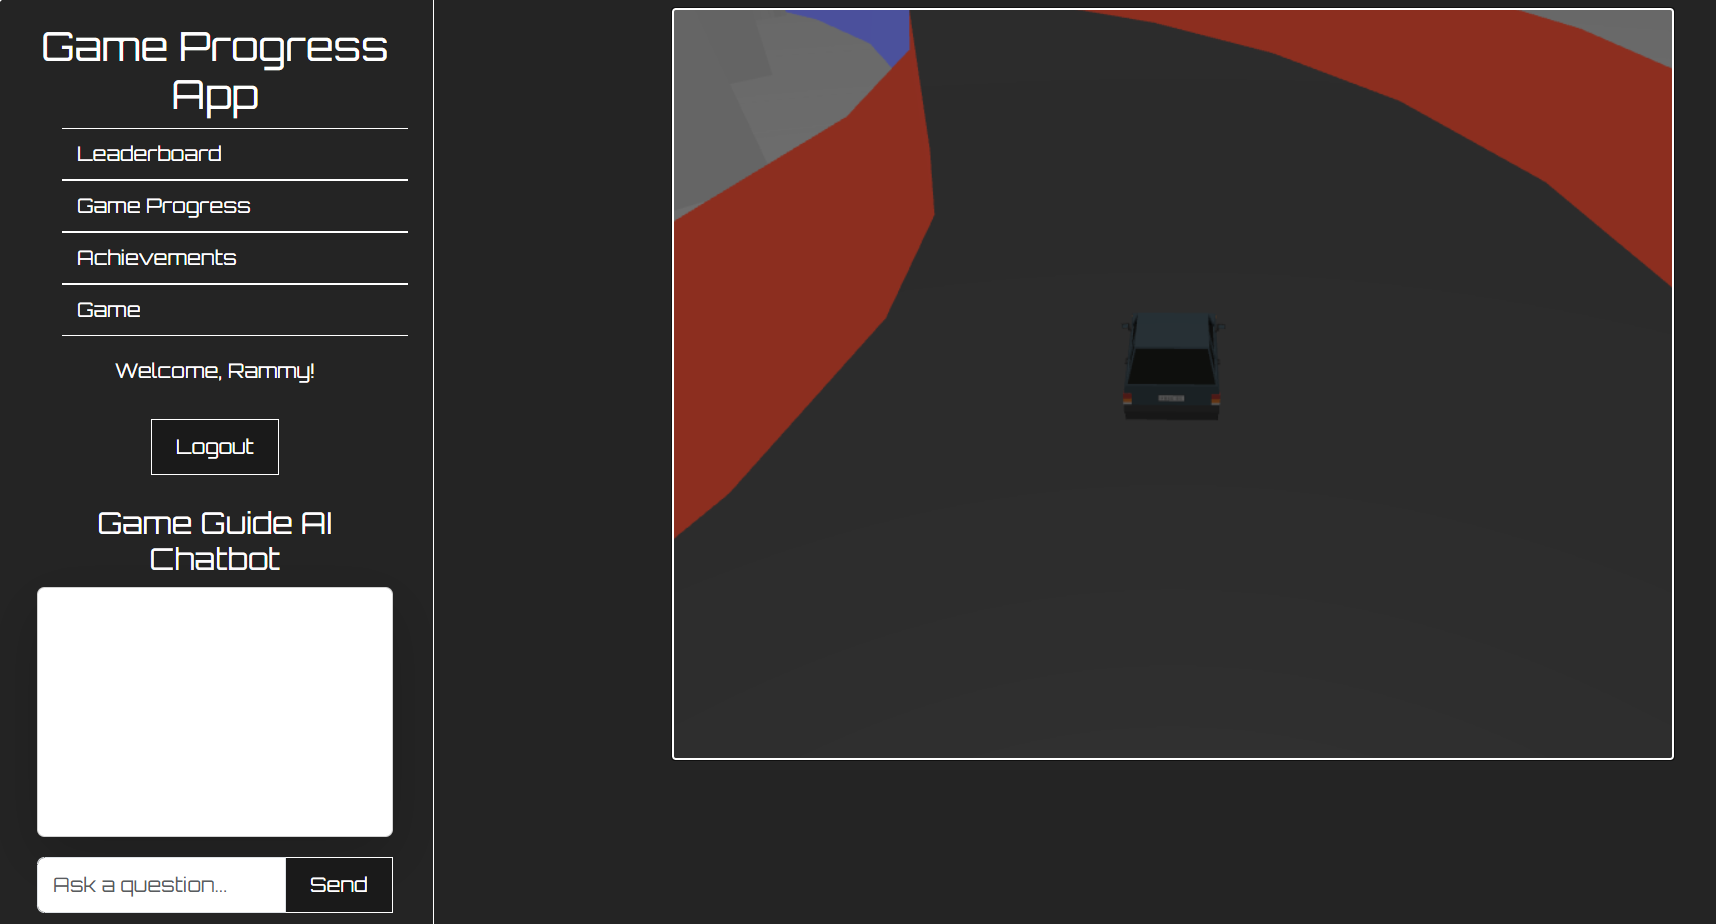 Game Progress
App
Leaderboard
Game Progress
Achievements
Game
Welcome, Rammy!
Logout
Game Guide AI
Chatbot
Ask a question...
Send